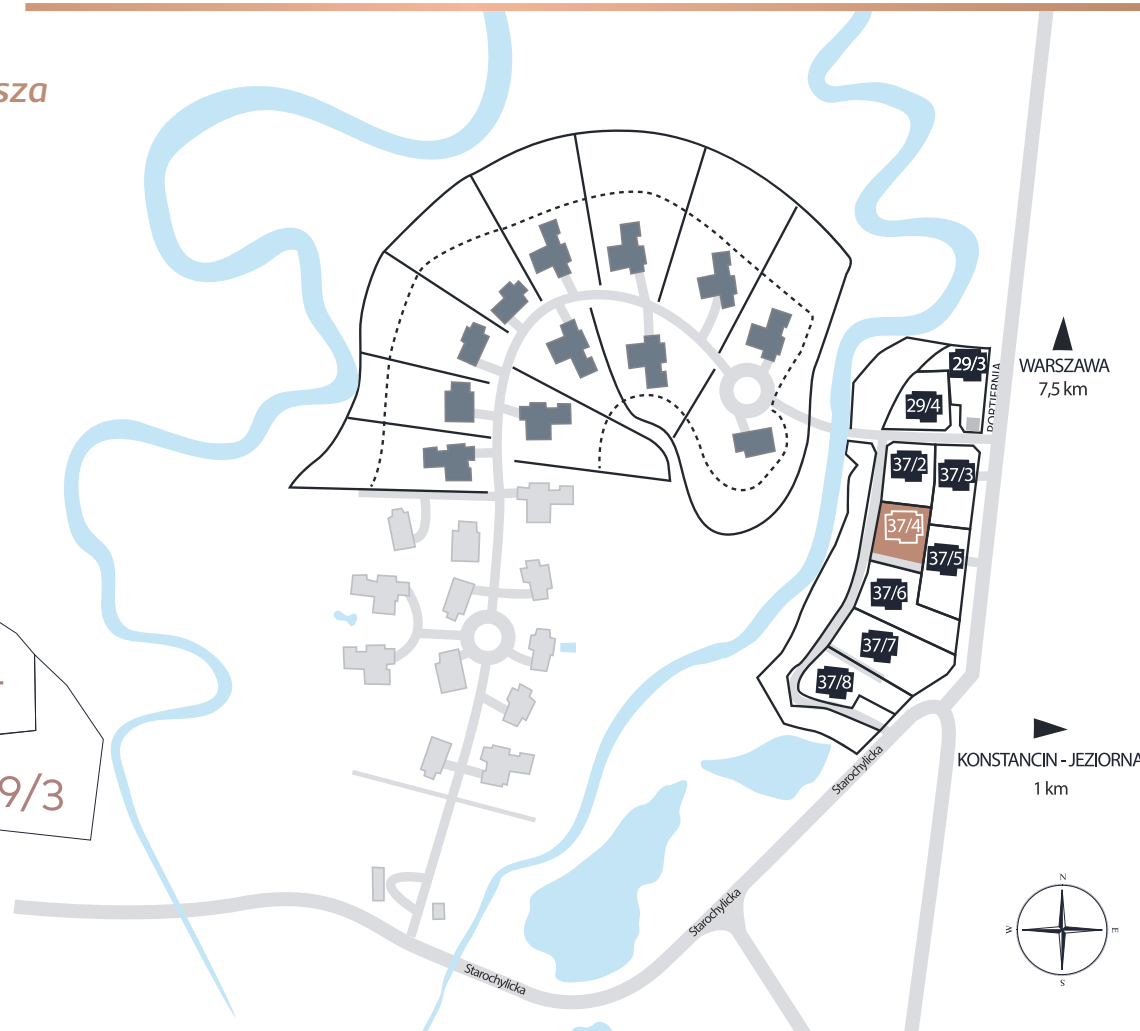 sza
29/3
WARSZAWA
7,5 km
PORTIERNIA
29/4
37/2
37/3
37/4
37/5
37/6
37/7
37/8
9/3
KONSTANCIN - JEZIORNA
1 km
Starochylicka
Starochylicka
Starochylicka
N
W
E
S